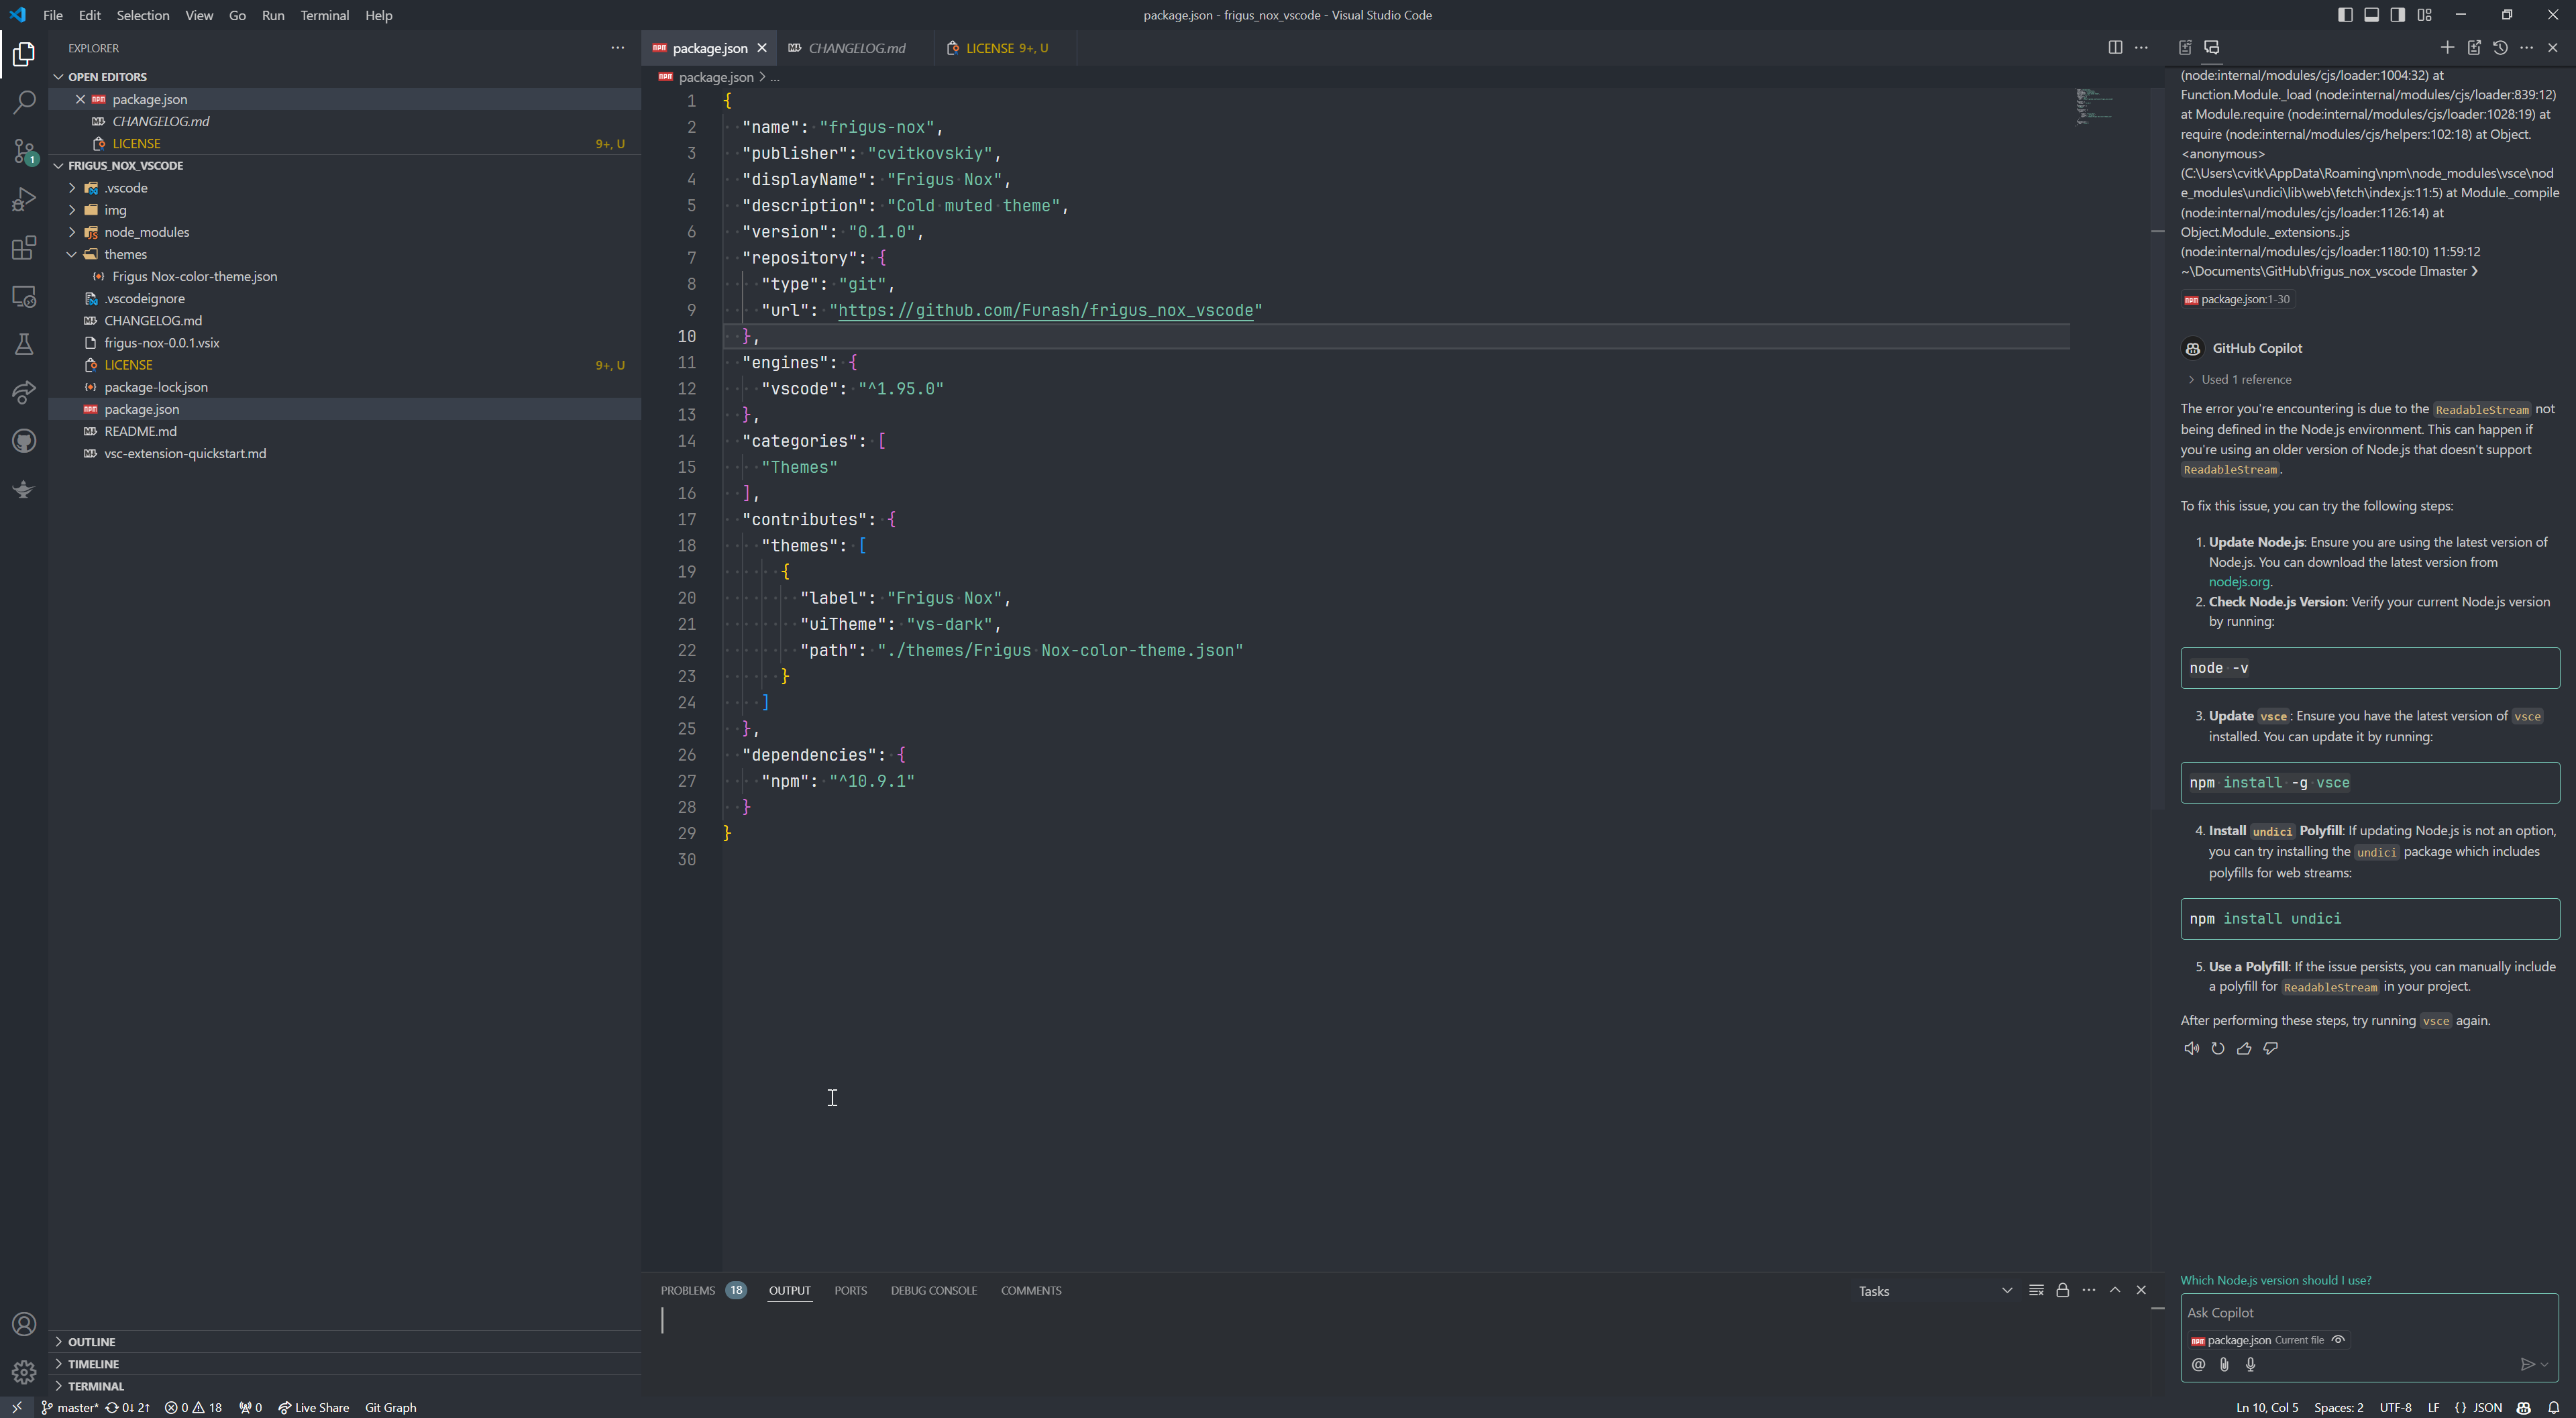 File Edit Selection View Go Run Terminal Help
package.json - frigus_nox_vscode - Visual Studio Code
EXPLORER
OPEN EDITORS
package.json
CHANGELOG.md
LICENSE 9+, U
FRIGUS_NOX_VSCODE
.vscode
img
node_modules
themes
Frigus Nox-color-theme.json
.vscodeignore
CHANGELOG.md
frigus-nox-0.0.1.vsix
LICENSE 9+, U
package-lock.json
package.json
README.md
vsc-extension-quickstart.md
OUTLINE
TIMELINE
TERMINAL
1
package.json CHANGELOG.md LICENSE 9+, U
package.json > ...
1 {
2 "name": "frigus-nox",
3 "publisher": "cvitkovskiy",
4 "displayName": "Frigus Nox",
5 "description": "Cold muted theme",
6 "version": "0.1.0",
7 "repository": {
8 "type": "git",
9 "url": "https://github.com/Furash/frigus_nox_vscode"
10 },
11 "engines": {
12 "vscode": "^1.95.0"
13 },
14 "categories": [
15 "Themes"
16 ],
17 "contributes": {
18 "themes": [
19 {
20 "label": "Frigus Nox",
21 "uiTheme": "vs-dark",
22 "path": "./themes/Frigus Nox-color-theme.json"
23 }
24 ]
25 },
26 "dependencies": {
27 "npm": "^10.9.1"
28 }
29 }
30
PROBLEMS 18 OUTPUT PORTS DEBUG CONSOLE COMMENTS
Tasks
(node:internal/modules/cjs/loader:1004:32) at
Function.Module._load (node:internal/modules/cjs/loader:839:12)
at Module.require (node:internal/modules/cjs/loader:1028:19) at
require (node:internal/modules/cjs/helpers:102:18) at Object.
<anonymous>
(C:\Users\cvitk\AppData\Roaming\npm\node_modules\vsce\nod
e_modules\undici\lib\web\fetch\index.js:11:5) at Module._compile
(node:internal/modules/cjs/loader:1126:14) at
Object.Module._extensions..js
(node:internal/modules/cjs/loader:1180:10) 11:59:12
~\Documents\GitHub\frigus_nox_vscode master ❯
package.json:1-30
GitHub Copilot
Used 1 reference
The error you're encountering is due to the ReadableStream not
being defined in the Node.js environment. This can happen if
you're using an older version of Node.js that doesn't support
ReadableStream.
To fix this issue, you can try the following steps:
1. Update Node.js: Ensure you are using the latest version of
Node.js. You can download the latest version from
nodejs.org.
2. Check Node.js Version: Verify your current Node.js version
by running:
node -v
3. Update vsce: Ensure you have the latest version of vsce
installed. You can update it by running:
npm install -g vsce
4. Install undici Polyfill: If updating Node.js is not an option,
you can try installing the undici package which includes
polyfills for web streams:
npm install undici
5. Use a Polyfill: If the issue persists, you can manually include
a polyfill for ReadableStream in your project.
After performing these steps, try running vsce again.
Which Node.js version should I use?
Ask Copilot
package.json Current file
master* 0↓ 2↑ 0 18 0 Live Share Git Graph
Ln 10, Col 5 Spaces: 2 UTF-8 LF {} JSON